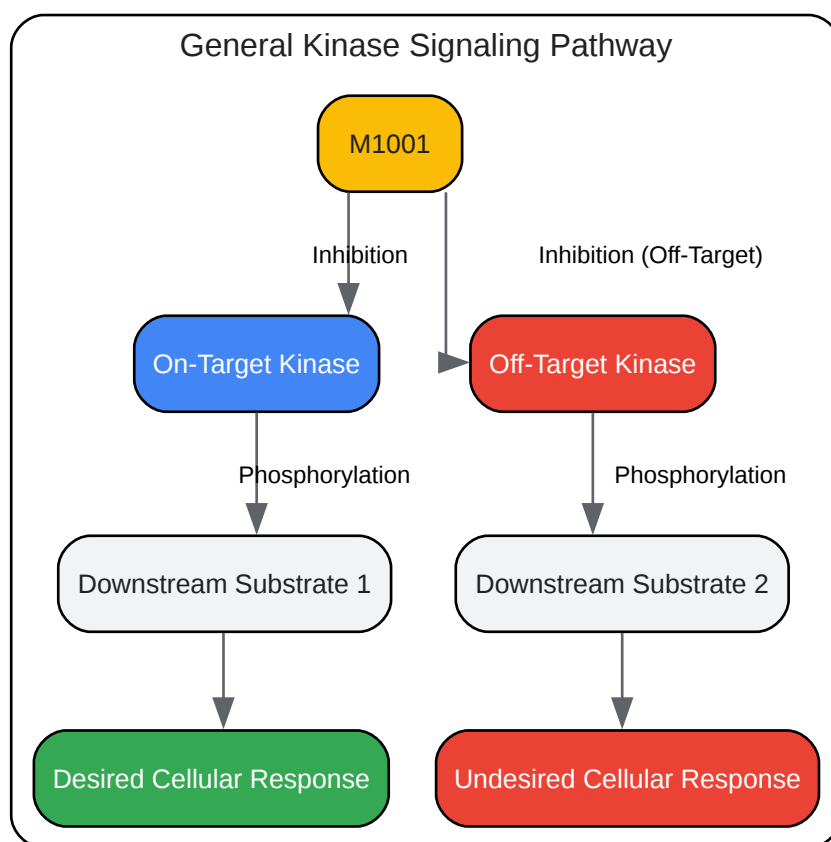 General Kinase Signaling Pathway
M1001
Inhibition
Inhibition (Off-Target)
On-Target Kinase
Off-Target Kinase
Phosphorylation
Phosphorylation
Downstream Substrate 1
Downstream Substrate 2
Desired Cellular Response
Undesired Cellular Response